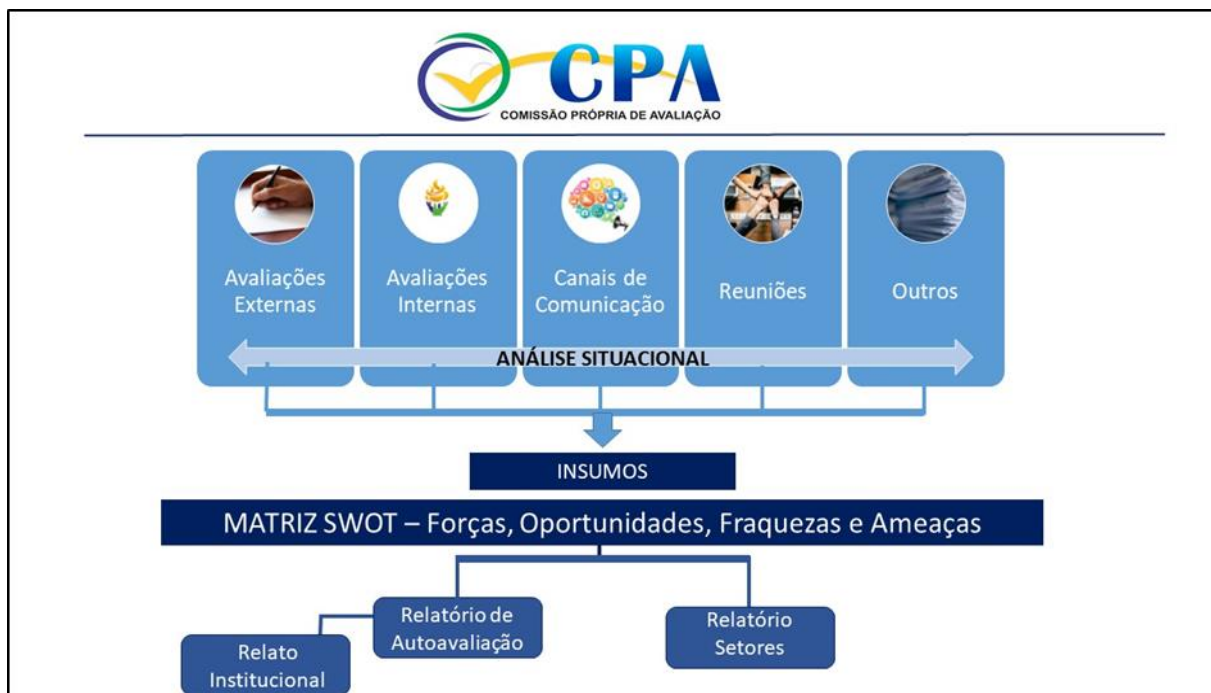 CPA
COMISSÃO PRÓPRIA DE AVALIAÇÃO
Avaliações
Externas
Avaliações
Internas
Canais de
Comunicação
Reuniões
Outros
ANÁLISE SITUACIONAL
INSUMOS
MATRIZ SWOT – Forças, Oportunidades, Fraquezas e Ameaças
Relatório de
Autoavaliação
Relatório
Setores
Relato
Institucional